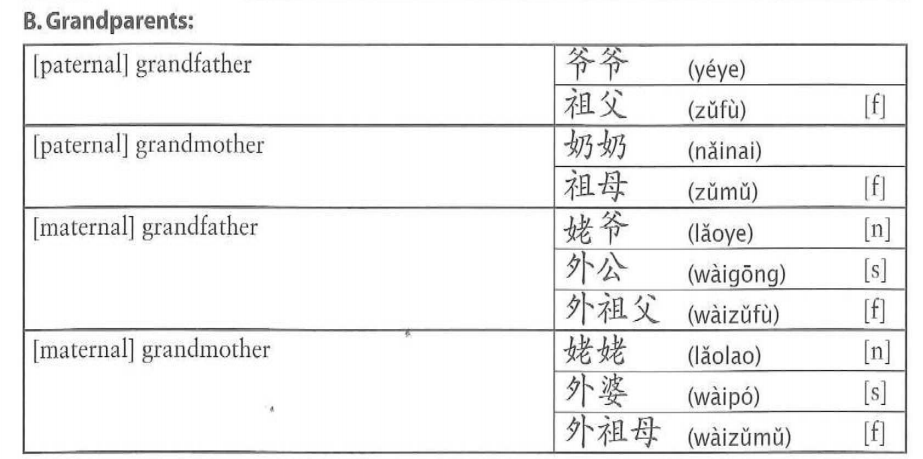 B. Grandparents:
[paternal] grandfather 爷爷 (yéye)
祖父 (zǔfù) [f]
[paternal] grandmother 奶奶 (nǎinai)
祖母 (zǔmǔ) [f]
[maternal] grandfather 姥爷 (lǎoye) [n]
外公 (wàigōng) [s]
外祖父 (wàizǔfù) [f]
[maternal] grandmother 姥姥 (lǎolao) [n]
外婆 (wàipó) [s]
外祖母 (wàizǔmǔ) [f]